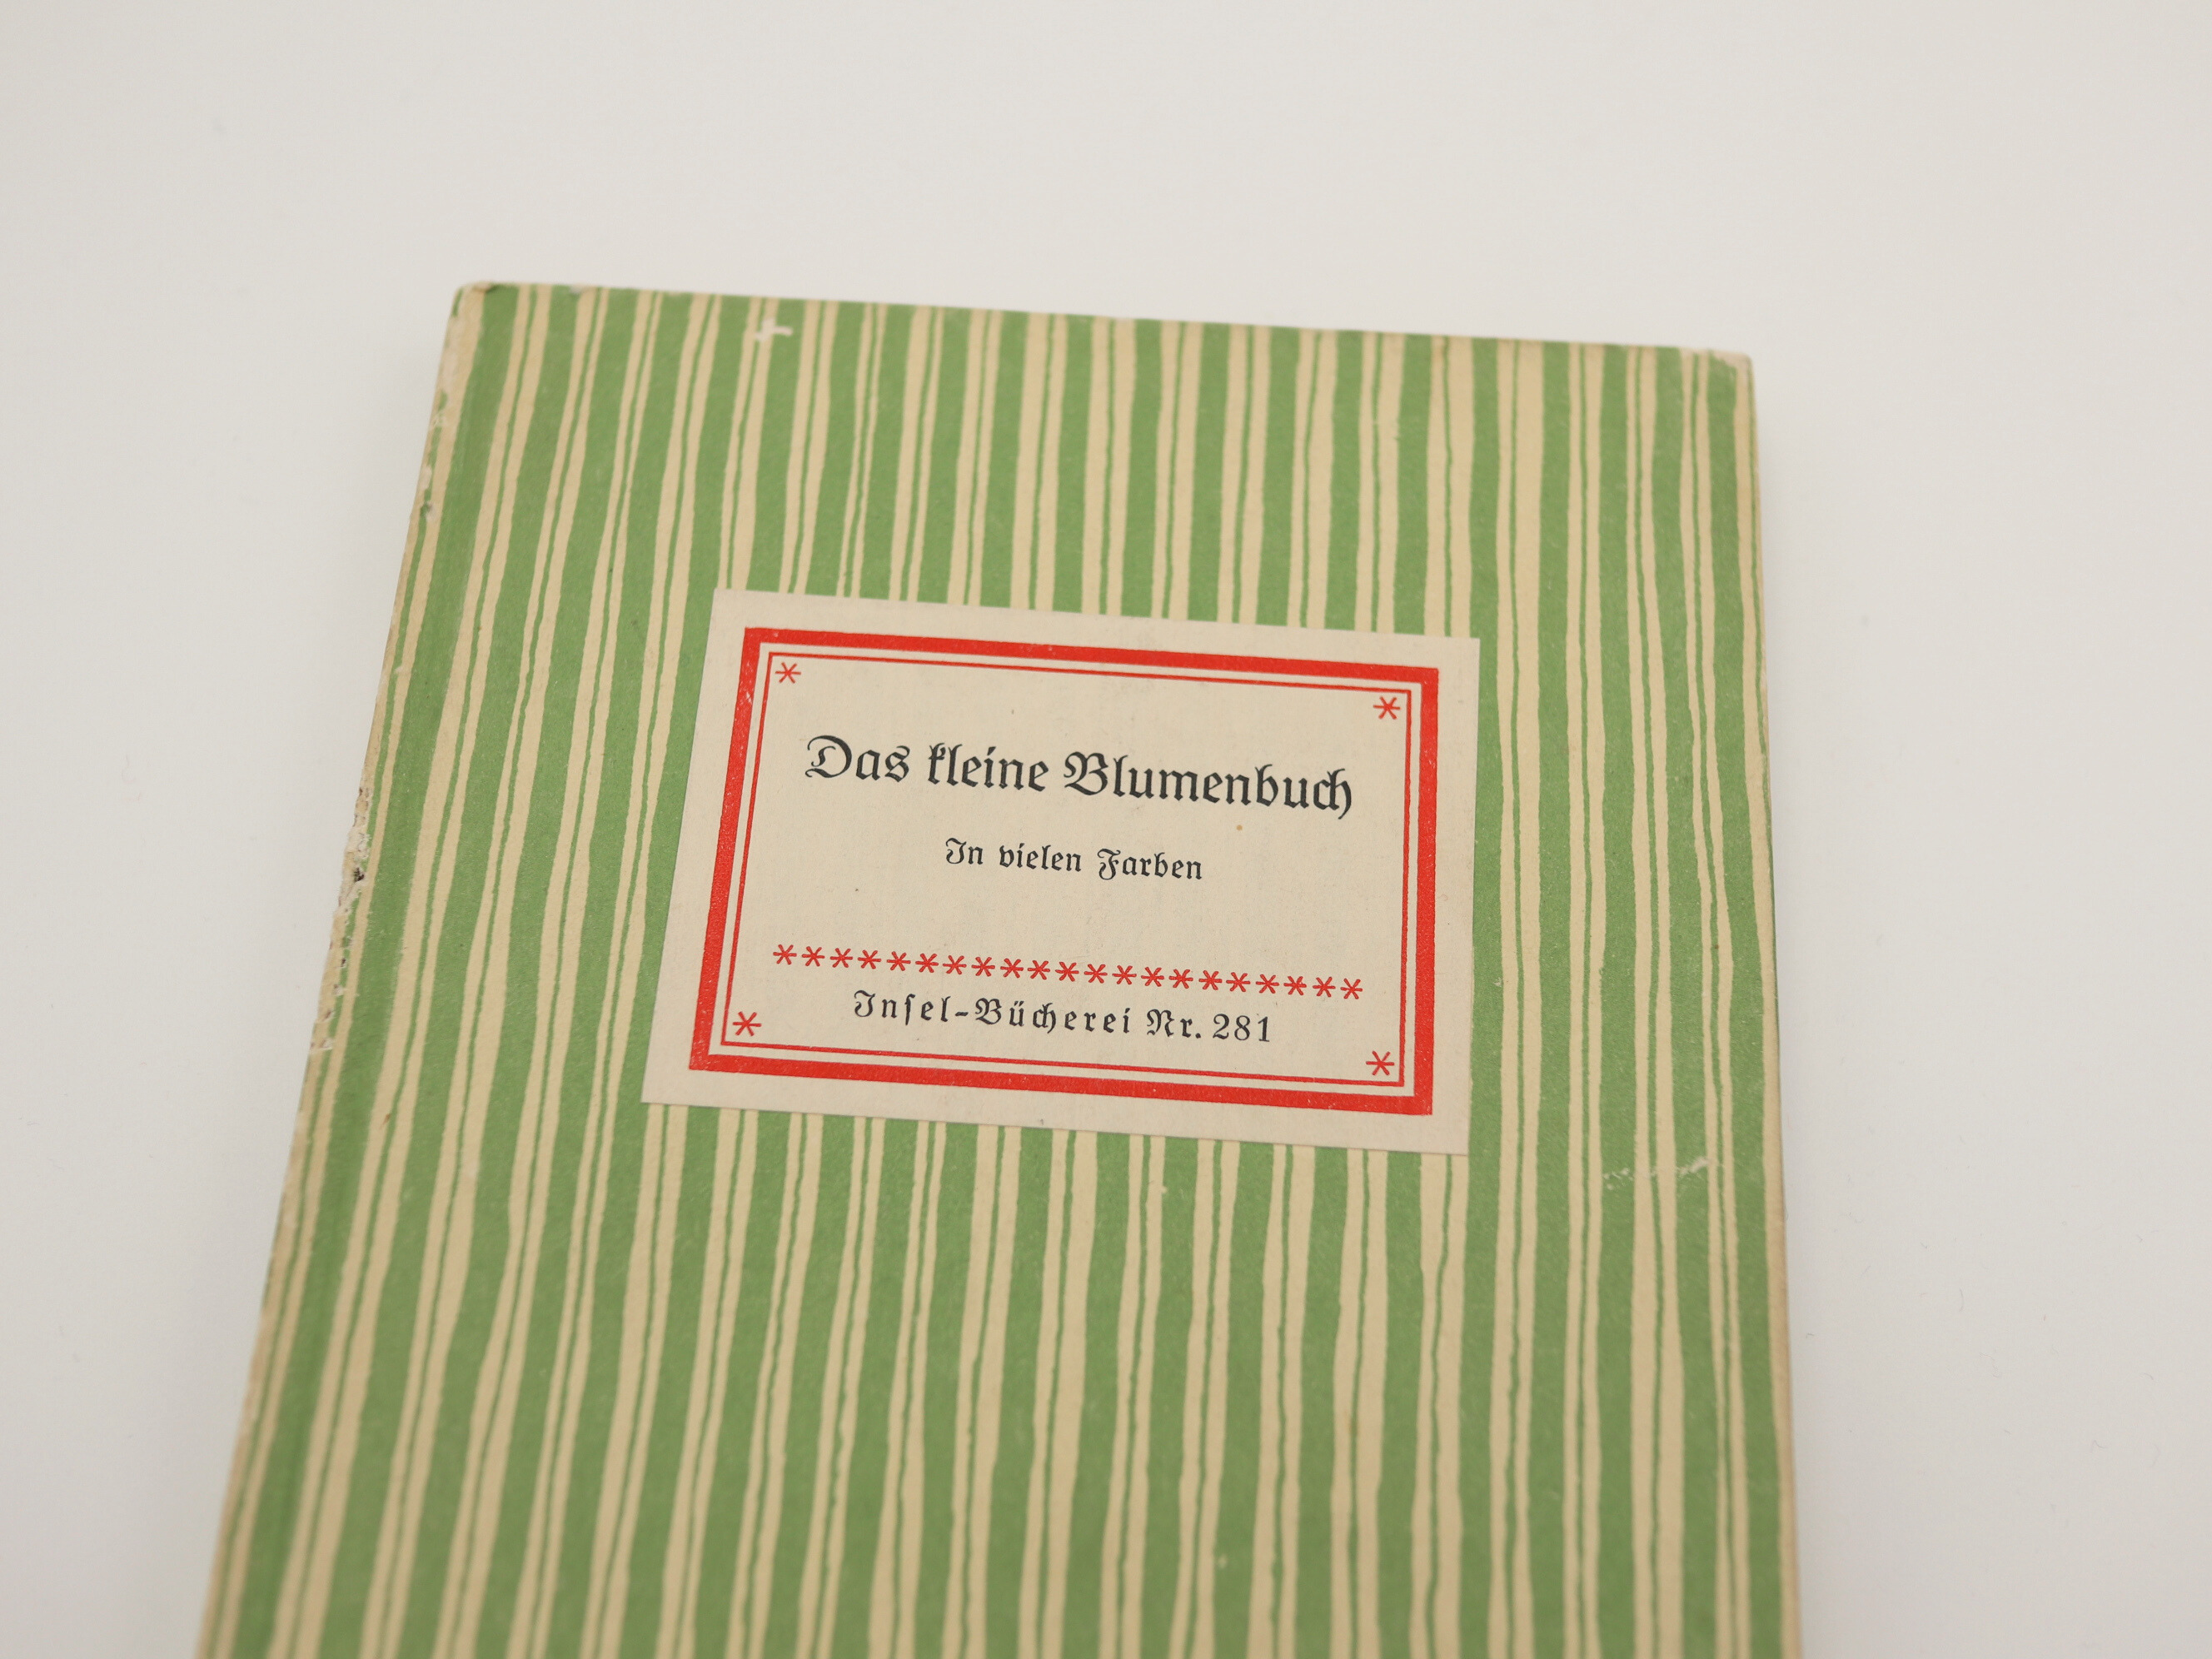 Das kleine Blumenbuch
In vielen Farben
*********************
Inſel-Bücherei Nr. 281